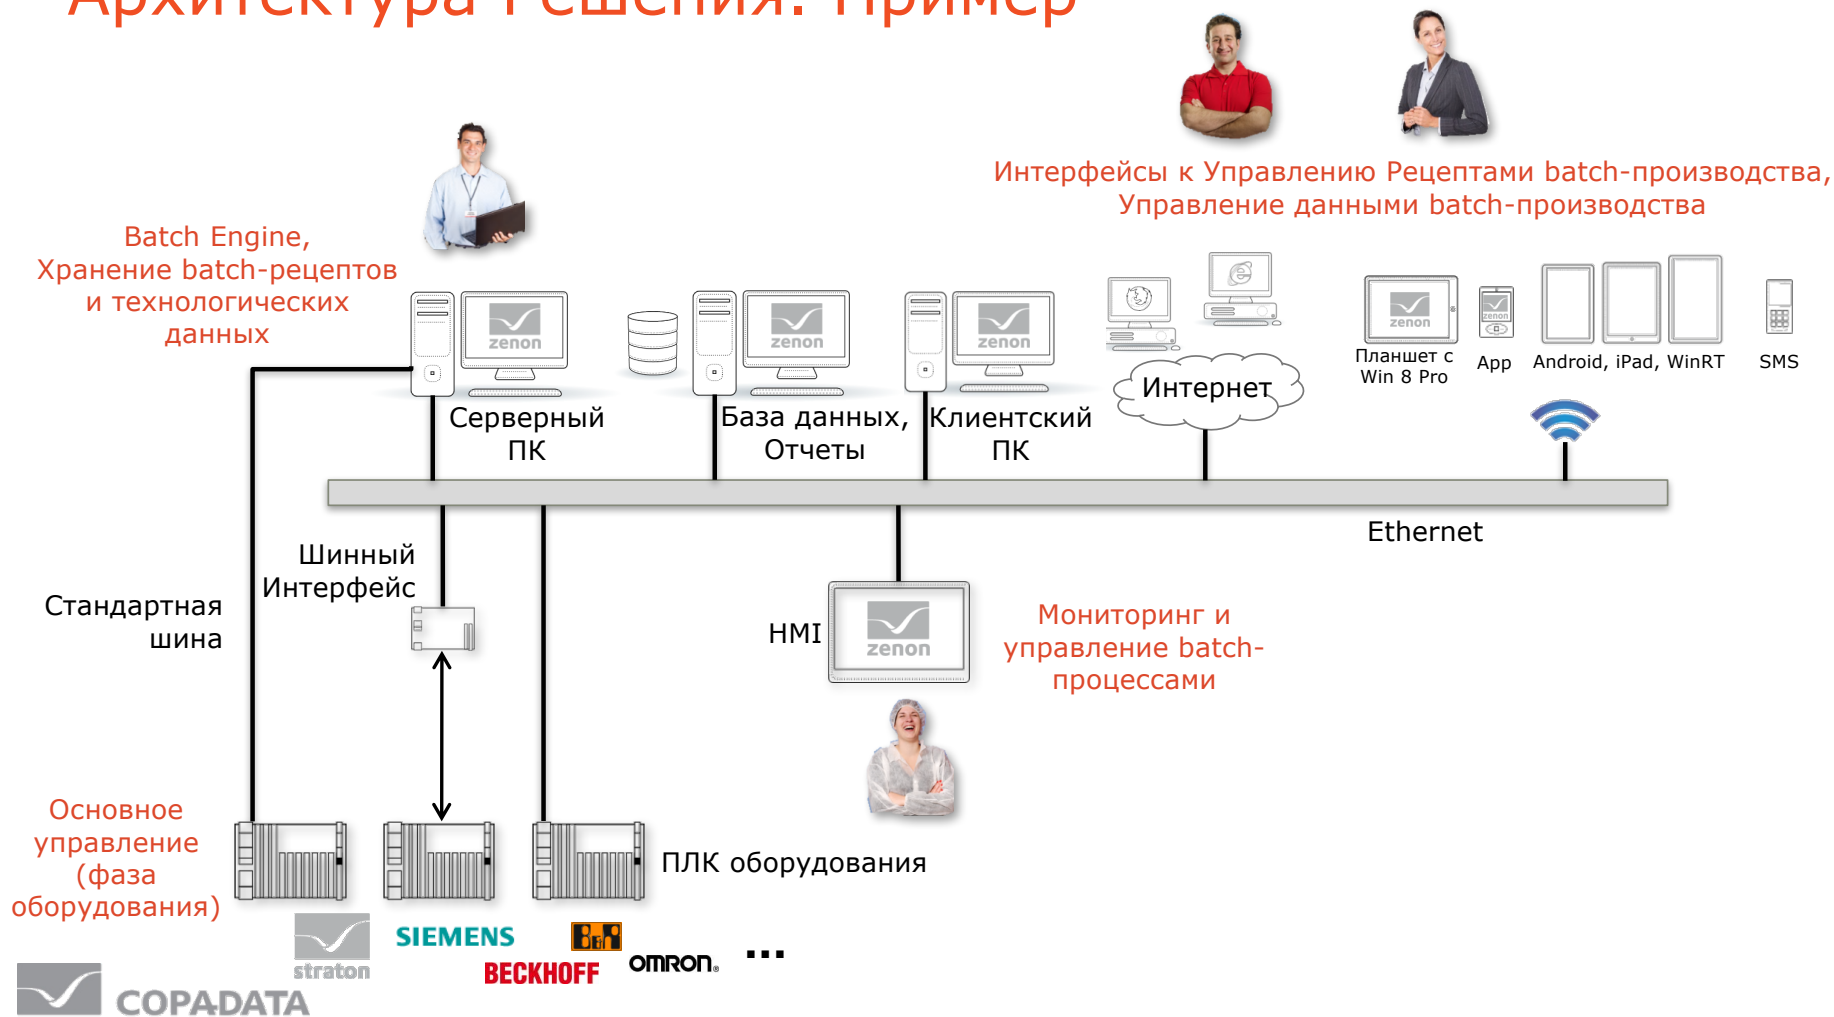 Архитектура Решения: Пример
Интерфейсы к Управлению Рецептами batch-производства,
Управление данными batch-производства
Batch Engine,
Хранение batch-рецептов
и технологических
данных
zenon
zenon
zenon
zenon
zenon
Серверный
ПК
База данных,
Отчеты
Клиентский
ПК
Интернет
Планшет с
Win 8 Pro
App
Android, iPad, WinRT
SMS
Ethernet
Шинный
Интерфейс
Стандартная
шина
HMI
zenon
Мониторинг и
управление batch-
процессами
Основное
управление
(фаза
оборудования)
ПЛК оборудования
straton
SIEMENS
BECKHOFF
B&R
OMRON
...
COPADATA